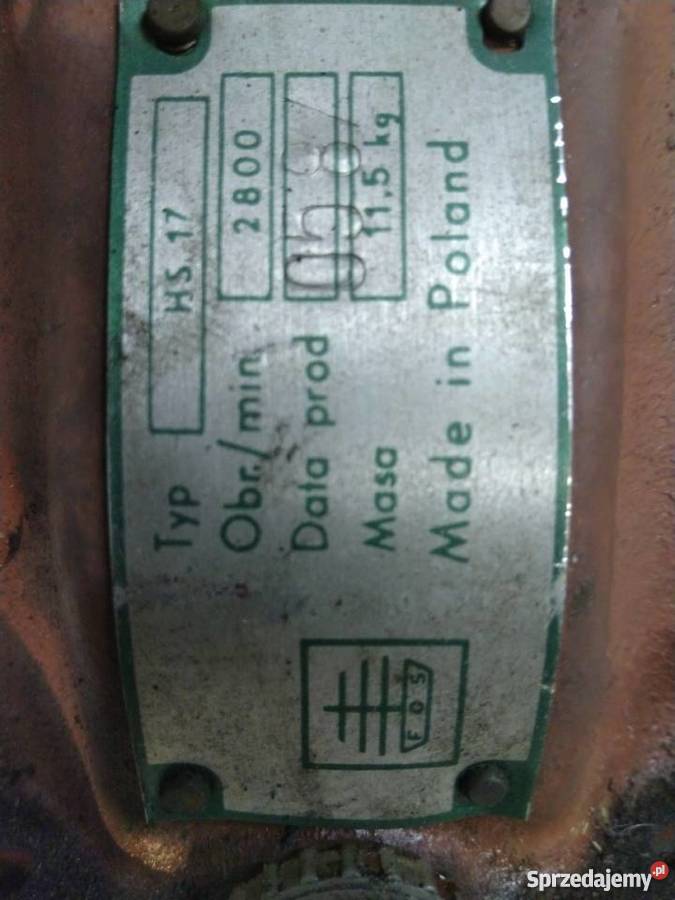 Typ HS.17
Obr./min 2800
Data prod
Masa 11,5 kg
Made in Poland
FOS
Sprzedajemy.pl